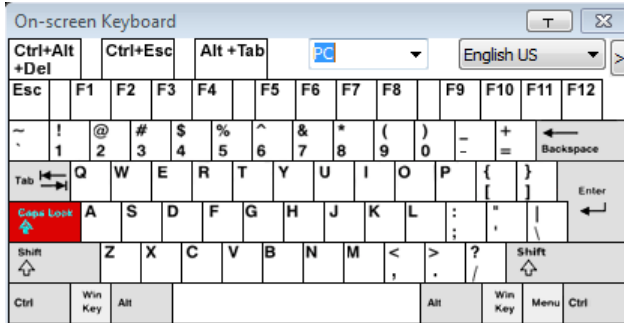 On-screen Keyboard
Ctrl+Alt +Del Ctrl+Esc Alt +Tab PC English US >
Esc F1 F2 F3 F4 F5 F6 F7 F8 F9 F10 F11 F12
~ ! @ # $ % ^ & * ( ) _ +
` 1 2 3 4 5 6 7 8 9 0 - = Backspace
Tab Q W E R T Y U I O P { }
[ ] Enter
Caps Lock A S D F G H J K L : " |
; ' \
Shift Z X C V B N M < > ? Shift
, . /
Ctrl Win Key Alt Alt Win Key Menu Ctrl